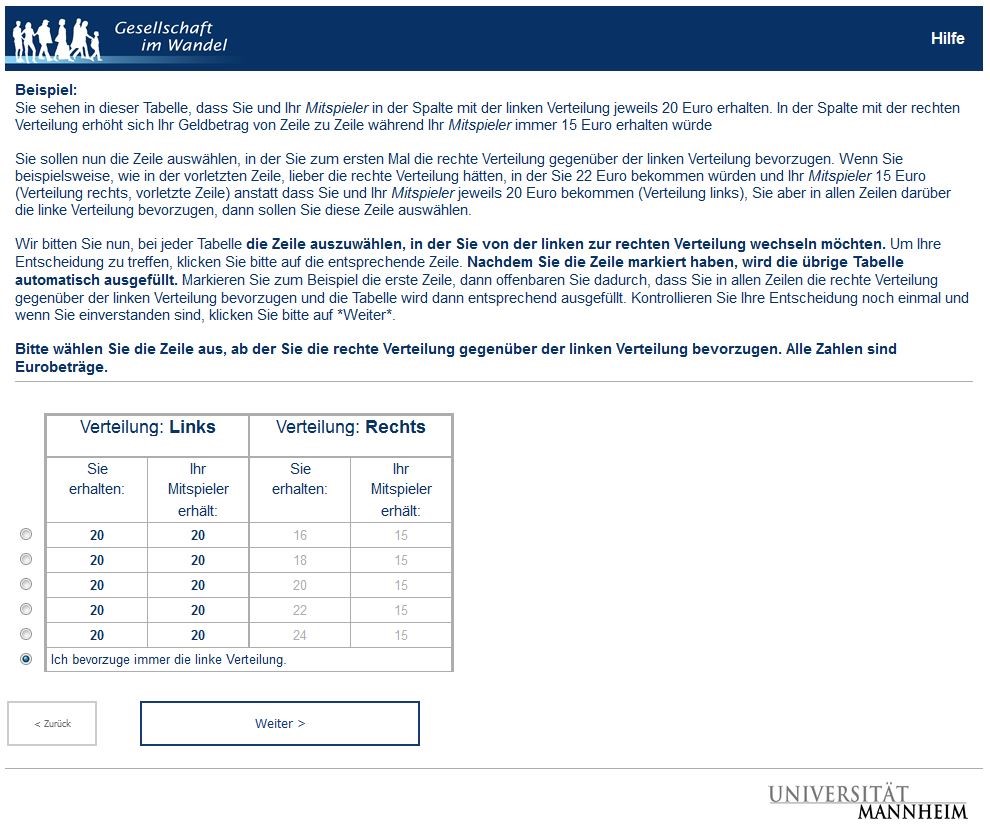 Gesellschaft
im Wandel
Hilfe
Beispiel:
Sie sehen in dieser Tabelle, dass Sie und Ihr Mitspieler in der Spalte mit der linken Verteilung jeweils 20 Euro erhalten. In der Spalte mit der rechten
Verteilung erhöht sich Ihr Geldbetrag von Zeile zu Zeile während Ihr Mitspieler immer 15 Euro erhalten würde
Sie sollen nun die Zeile auswählen, in der Sie zum ersten Mal die rechte Verteilung gegenüber der linken Verteilung bevorzugen. Wenn Sie
beispielsweise, wie in der vorletzten Zeile, lieber die rechte Verteilung hätten, in der Sie 22 Euro bekommen würden und Ihr Mitspieler 15 Euro
(Verteilung rechts, vorletzte Zeile) anstatt dass Sie und Ihr Mitspieler jeweils 20 Euro bekommen (Verteilung links), Sie aber in allen Zeilen darüber
die linke Verteilung bevorzugen, dann sollen Sie diese Zeile auswählen.
Wir bitten Sie nun, bei jeder Tabelle die Zeile auszuwählen, in der Sie von der linken zur rechten Verteilung wechseln möchten. Um Ihre
Entscheidung zu treffen, klicken Sie bitte auf die entsprechende Zeile. Nachdem Sie die Zeile markiert haben, wird die übrige Tabelle
automatisch ausgefüllt. Markieren Sie zum Beispiel die erste Zeile, dann offenbaren Sie dadurch, dass Sie in allen Zeilen die rechte Verteilung
gegenüber der linken Verteilung bevorzugen und die Tabelle wird dann entsprechend ausgefüllt. Kontrollieren Sie Ihre Entscheidung noch einmal und
wenn Sie einverstanden sind, klicken Sie bitte auf *Weiter*.
Bitte wählen Sie die Zeile aus, ab der Sie die rechte Verteilung gegenüber der linken Verteilung bevorzugen. Alle Zahlen sind
Eurobeträge.
Verteilung: Links Verteilung: Rechts
Sie Ihr Sie Ihr
erhalten: Mitspieler erhalten: Mitspieler
erhält: erhält:
20 20 16 15
20 20 18 15
20 20 20 15
20 20 22 15
20 20 24 15
Ich bevorzuge immer die linke Verteilung.
< Zurück Weiter >
UNIVERSITÄT
MANNHEIM